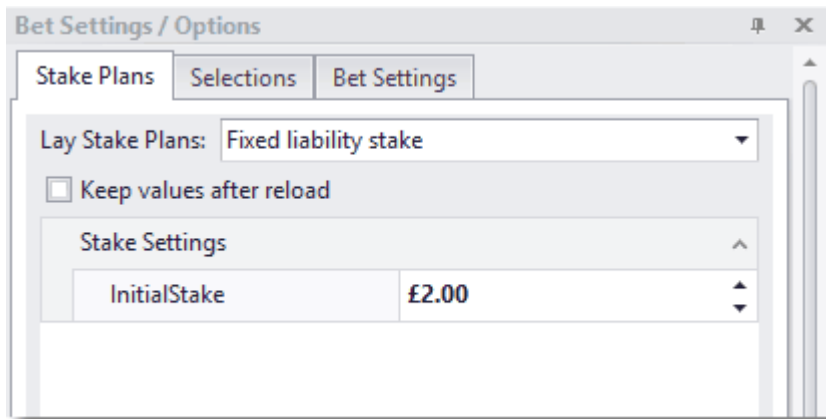 Bet Settings / Options
Stake Plans Selections Bet Settings
Lay Stake Plans: Fixed liability stake
Keep values after reload
Stake Settings
InitialStake £2.00